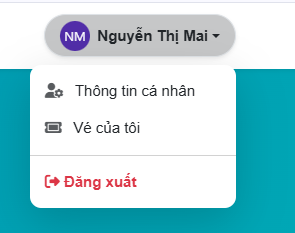 NM Nguyễn Thị Mai
Thông tin cá nhân
Vé của tôi
Đăng xuất